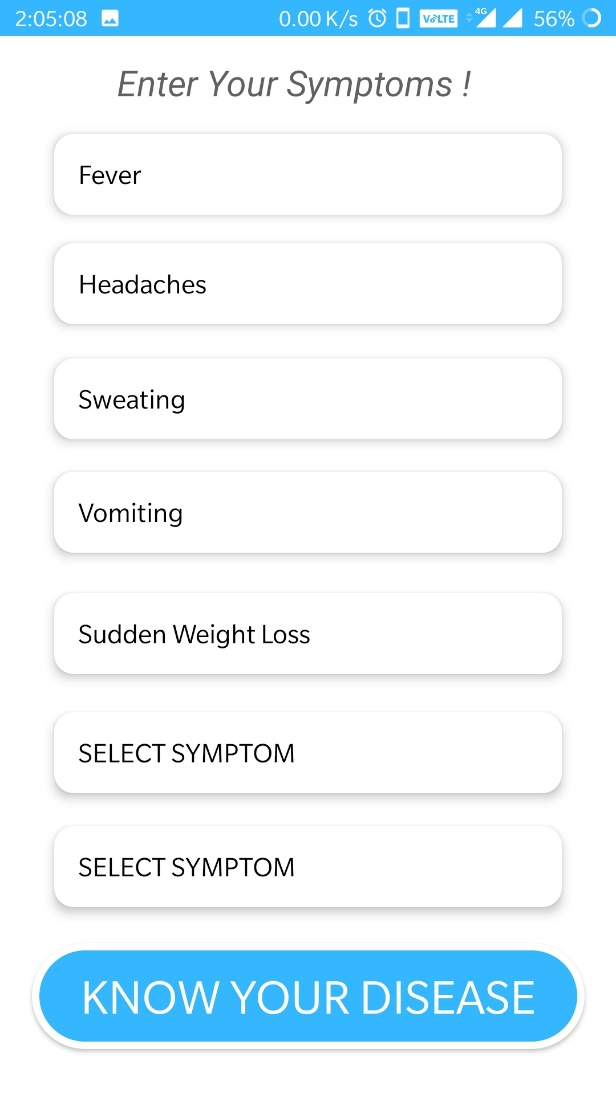 2:05:08 0.00 K/s VoLTE 4G 56%
Enter Your Symptoms !
Fever
Headaches
Sweating
Vomiting
Sudden Weight Loss
SELECT SYMPTOM
SELECT SYMPTOM
KNOW YOUR DISEASE